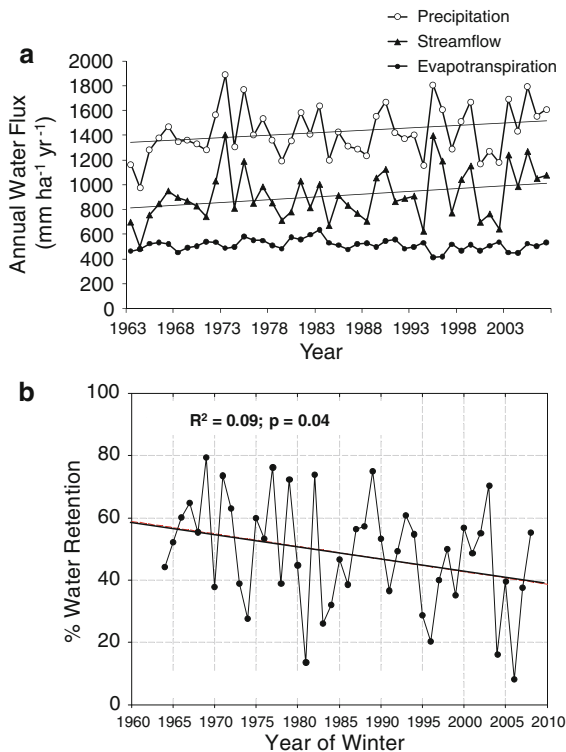 Precipitation
Streamflow
Evapotranspiration
a
Annual Water Flux
(mm ha⁻¹ yr⁻¹)
2000
1800
1600
1400
1200
1000
800
600
400
200
0
1963 1968 1973 1978 1983 1988 1993 1998 2003
Year
b
R² = 0.09; p = 0.04
% Water Retention
100
80
60
40
20
0
1960 1965 1970 1975 1980 1985 1990 1995 2000 2005 2010
Year of Winter